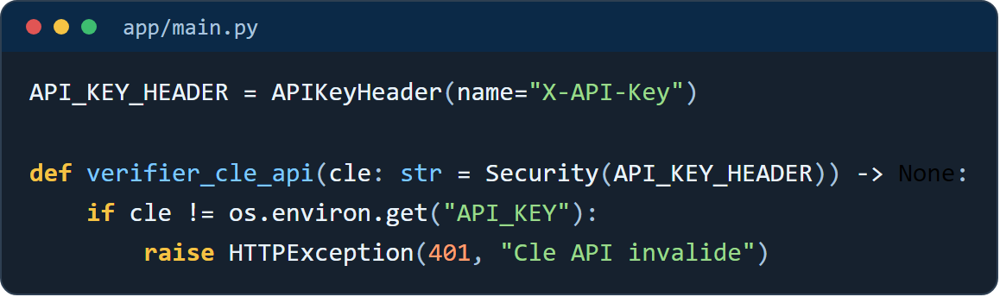 app/main.py
API_KEY_HEADER = APIKeyHeader(name="X-API-Key")
def verifier_cle_api(cle: str = Security(API_KEY_HEADER)) -> None:
    if cle != os.environ.get("API_KEY"):
        raise HTTPException(401, "Cle API invalide")